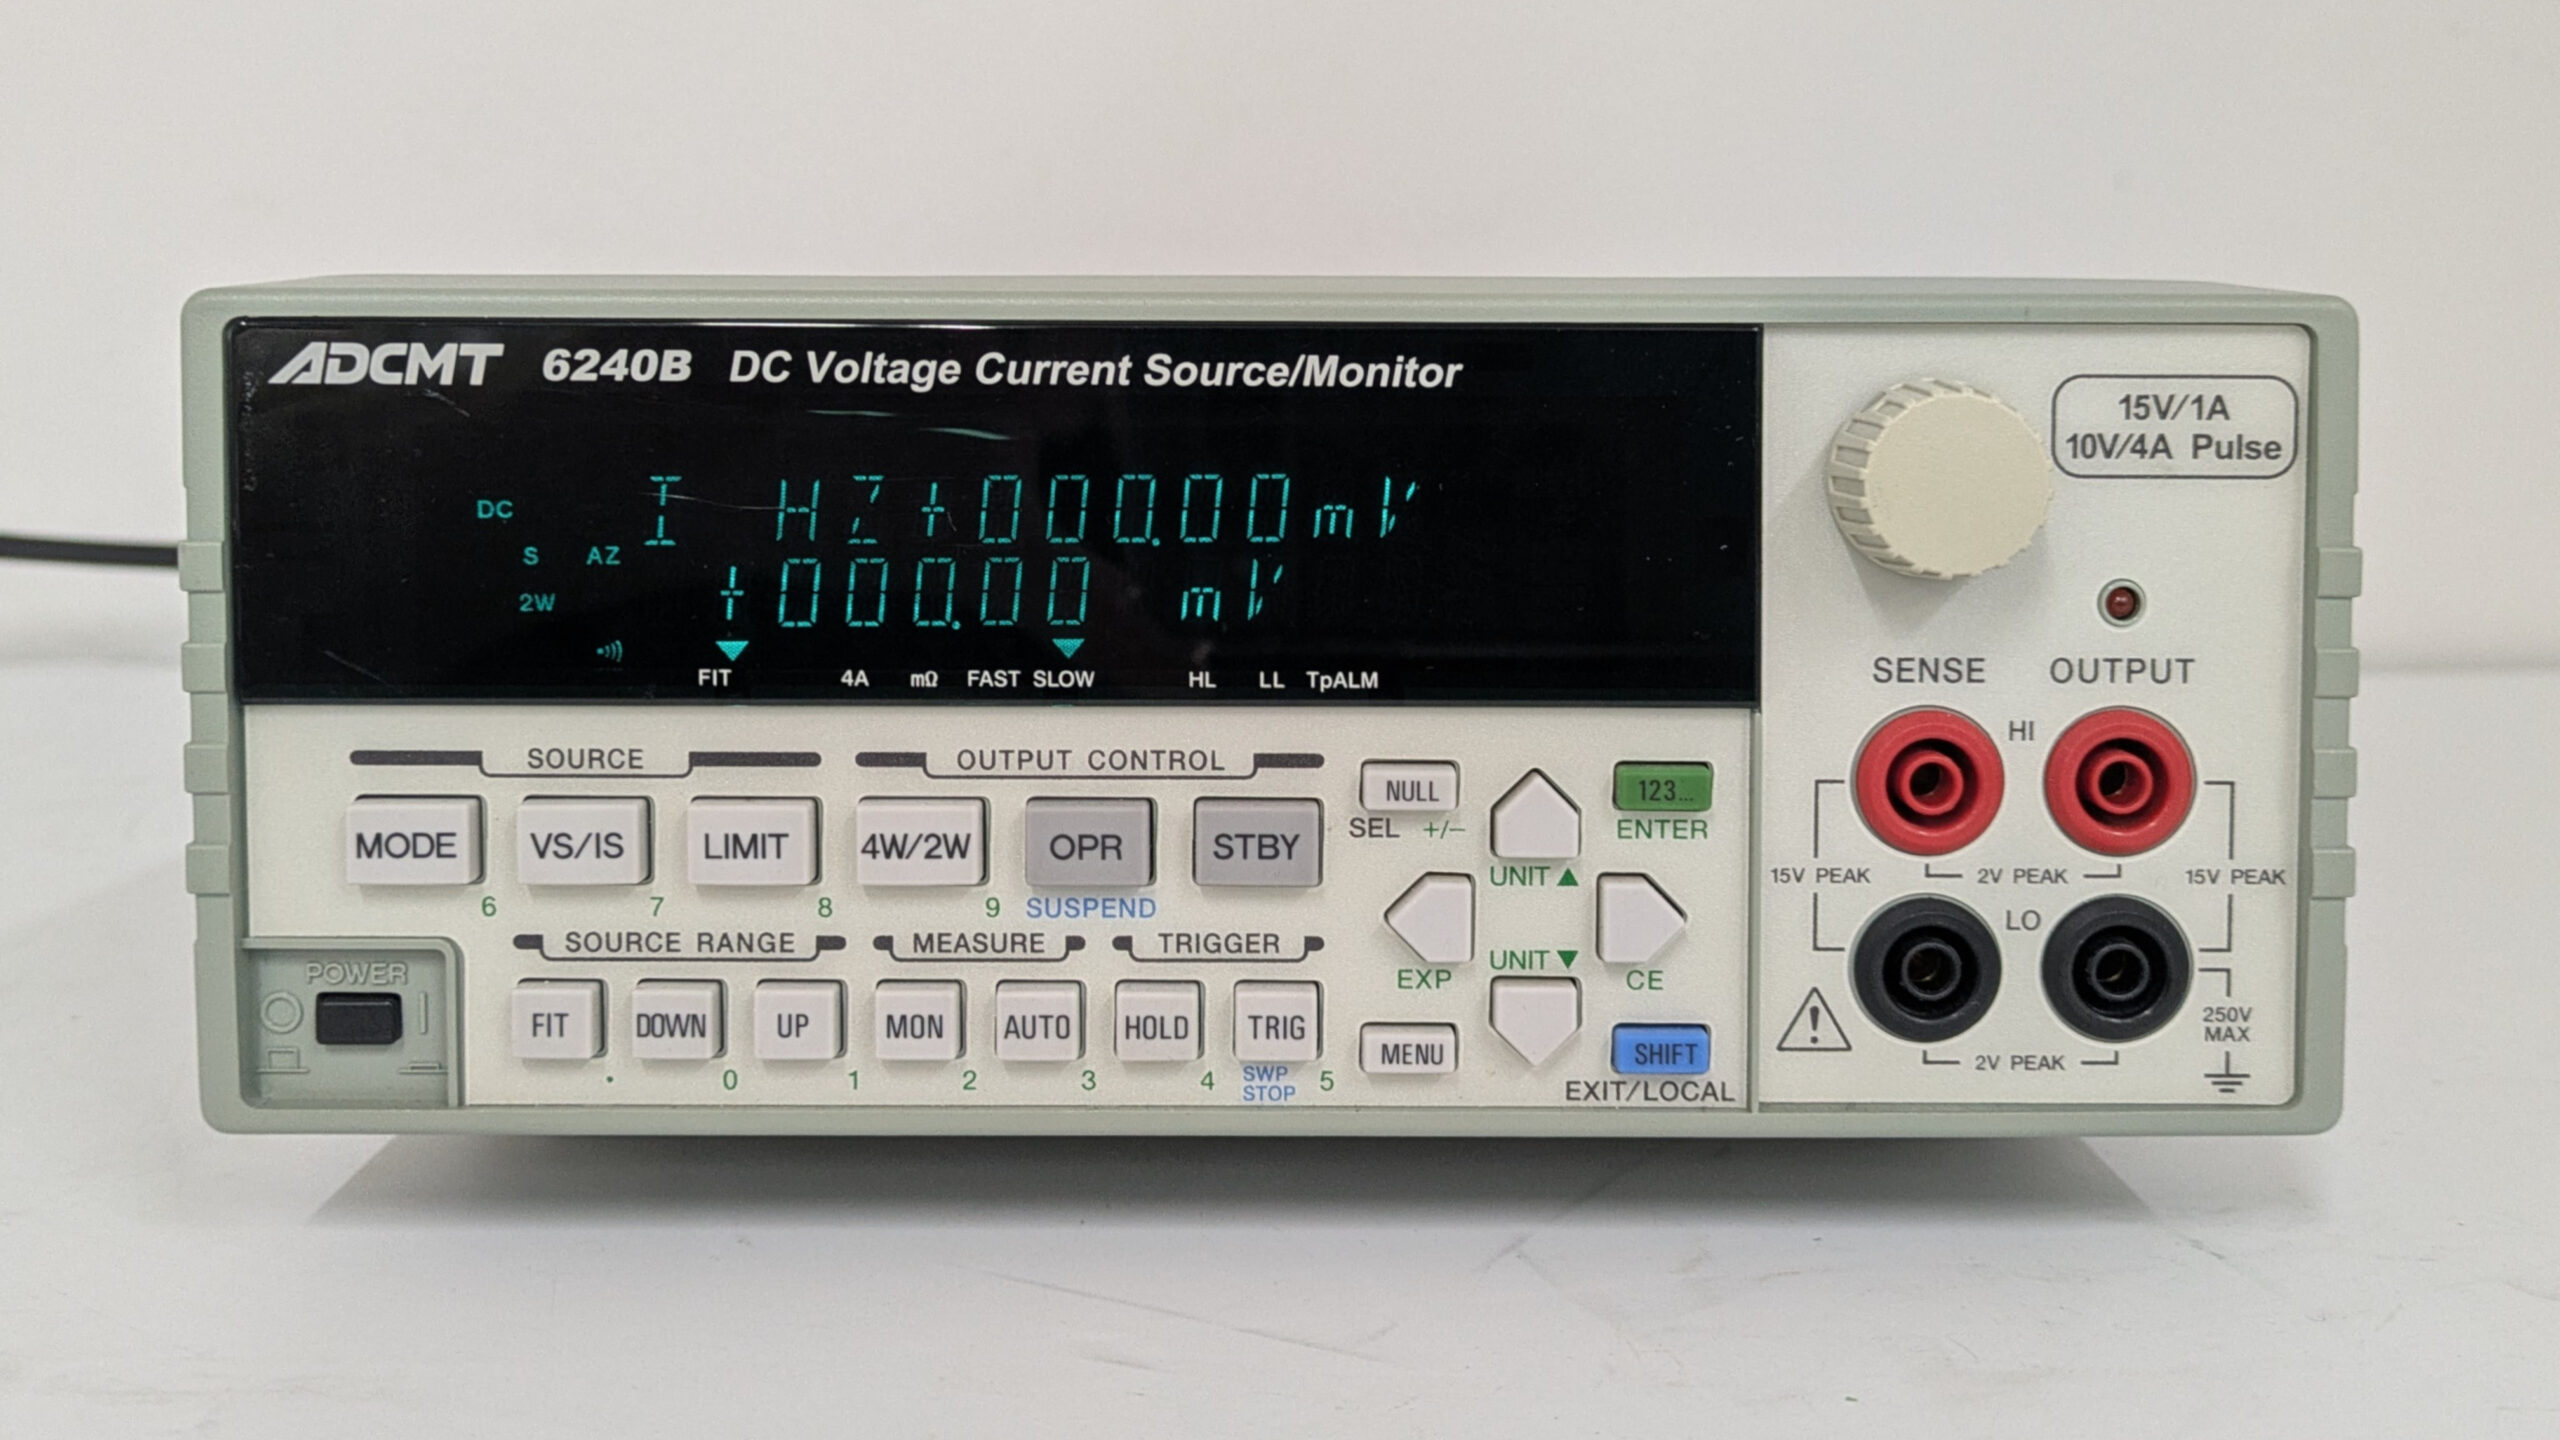 ADCMT 6240B DC Voltage Current Source/Monitor
15V/1A
10V/4A Pulse
DC I HZ+000.00mV
S AZ
2W +000.00 mV
FIT 4A mΩ FAST SLOW HL LL TpALM
SENSE OUTPUT
HI
SOURCE OUTPUT CONTROL
MODE VS/IS LIMIT 4W/2W OPR STBY
6 7 8 9 SUSPEND
NULL 123...
SEL +/− ENTER
UNIT ▲
EXP CE
UNIT ▼
MENU SHIFT
EXIT/LOCAL
SOURCE RANGE MEASURE TRIGGER
POWER
O I
FIT DOWN UP MON AUTO HOLD TRIG
. 0 1 2 3 4 SWP STOP 5
15V PEAK 2V PEAK 15V PEAK
LO
250V
MAX
2V PEAK